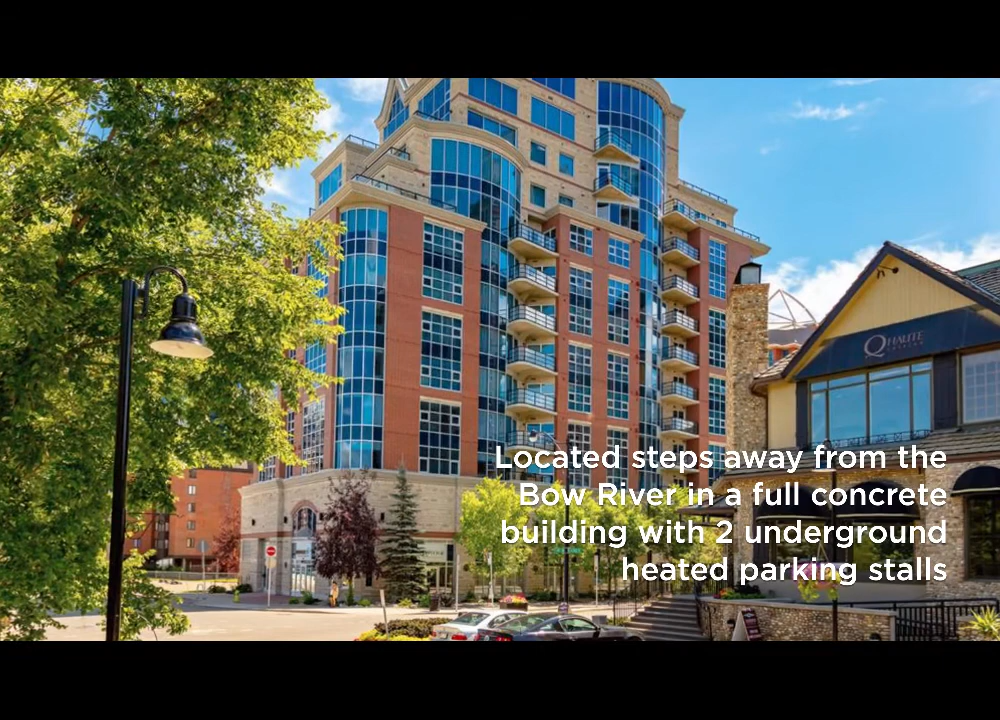 Q HAUTE
Located steps away from the
Bow River in a full concrete
building with 2 underground
heated parking stalls